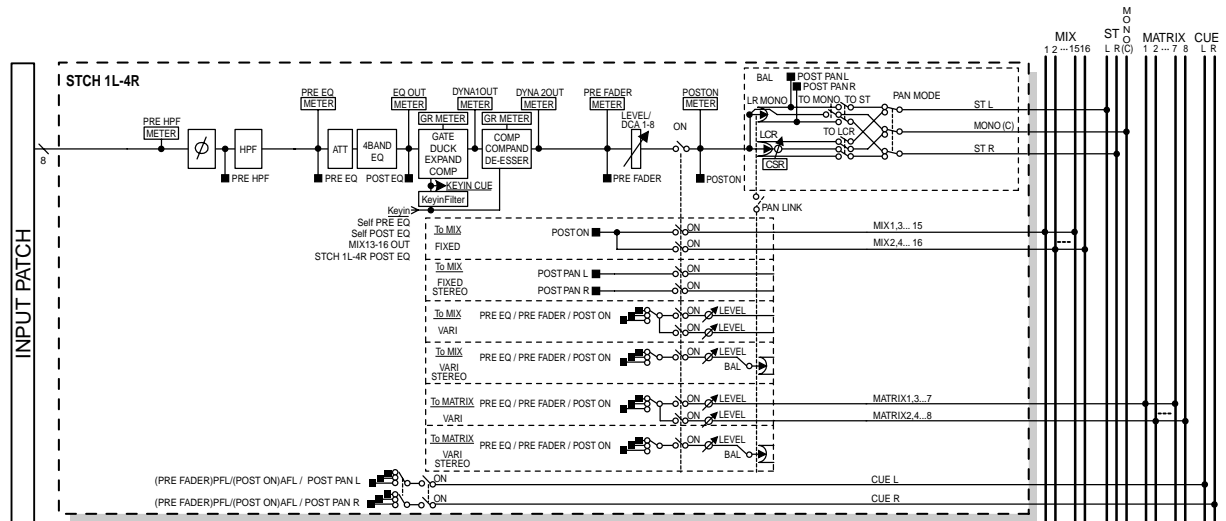 MONO(C)
MIX ST MATRIX CUE
1 2 ···1516 L R 1 2 ··· 7 8 L R
INPUT PATCH
8
STCH 1L-4R
PRE HPF
METER
Ø
PRE HPF
HPF
PRE EQ
METER
PRE EQ
ATT
4BAND
EQ
EQ OUT
METER
POST EQ
DYNA1OUT
METER
GR METER
GATE
DUCK
EXPAND
COMP
KEYIN CUE
KeyinFilter
DYNA 2OUT
METER
GR METER
COMP
COMPAND
DE-ESSER
Keyin
Self PRE EQ
Self POST EQ
MIX13-16 OUT
STCH 1L-4R POST EQ
PRE FADER
METER
PRE FADER
LEVEL/
DCA 1-8
ON
POSTON
METER
POSTON
BAL
POST PAN L
POST PAN R
LR MONO
TO MONO
TO ST
PAN MODE
LCR
TO LCR
CSR
ST L
MONO (C)
ST R
PAN LINK
To MIX
FIXED
POSTON
ON
ON
MIX1,3... 15
MIX2,4... 16
To MIX
FIXED
STEREO
POST PAN L
POST PAN R
ON
ON
To MIX
VARI
PRE EQ / PRE FADER / POST ON
ON LEVEL
ON LEVEL
To MIX
VARI
STEREO
PRE EQ / PRE FADER / POST ON
ON LEVEL
BAL
To MATRIX
VARI
PRE EQ / PRE FADER / POST ON
ON LEVEL
ON LEVEL
MATRIX1,3...7
MATRIX2,4...8
To MATRIX
VARI
STEREO
PRE EQ / PRE FADER / POST ON
ON LEVEL
BAL
(PRE FADER)PFL/(POST ON)AFL / POST PAN L
ON
CUE L
(PRE FADER)PFL/(POST ON)AFL / POST PAN R
ON
CUE R